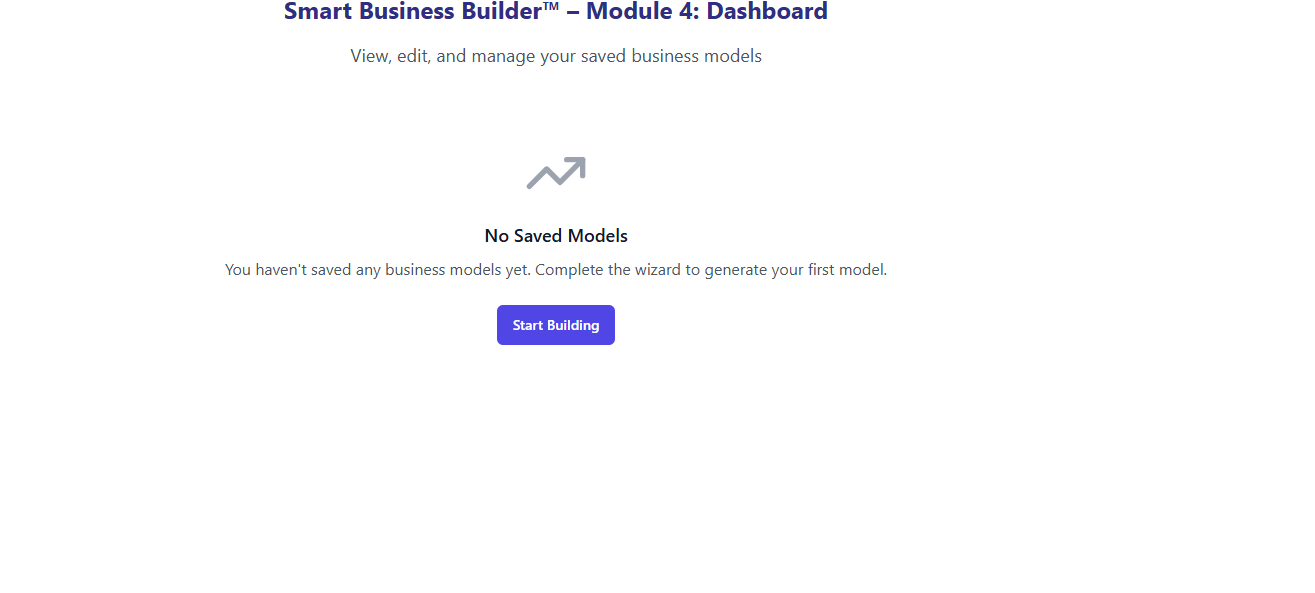 Smart Business Builder™ – Module 4: Dashboard
View, edit, and manage your saved business models
No Saved Models
You haven't saved any business models yet. Complete the wizard to generate your first model.
Start Building